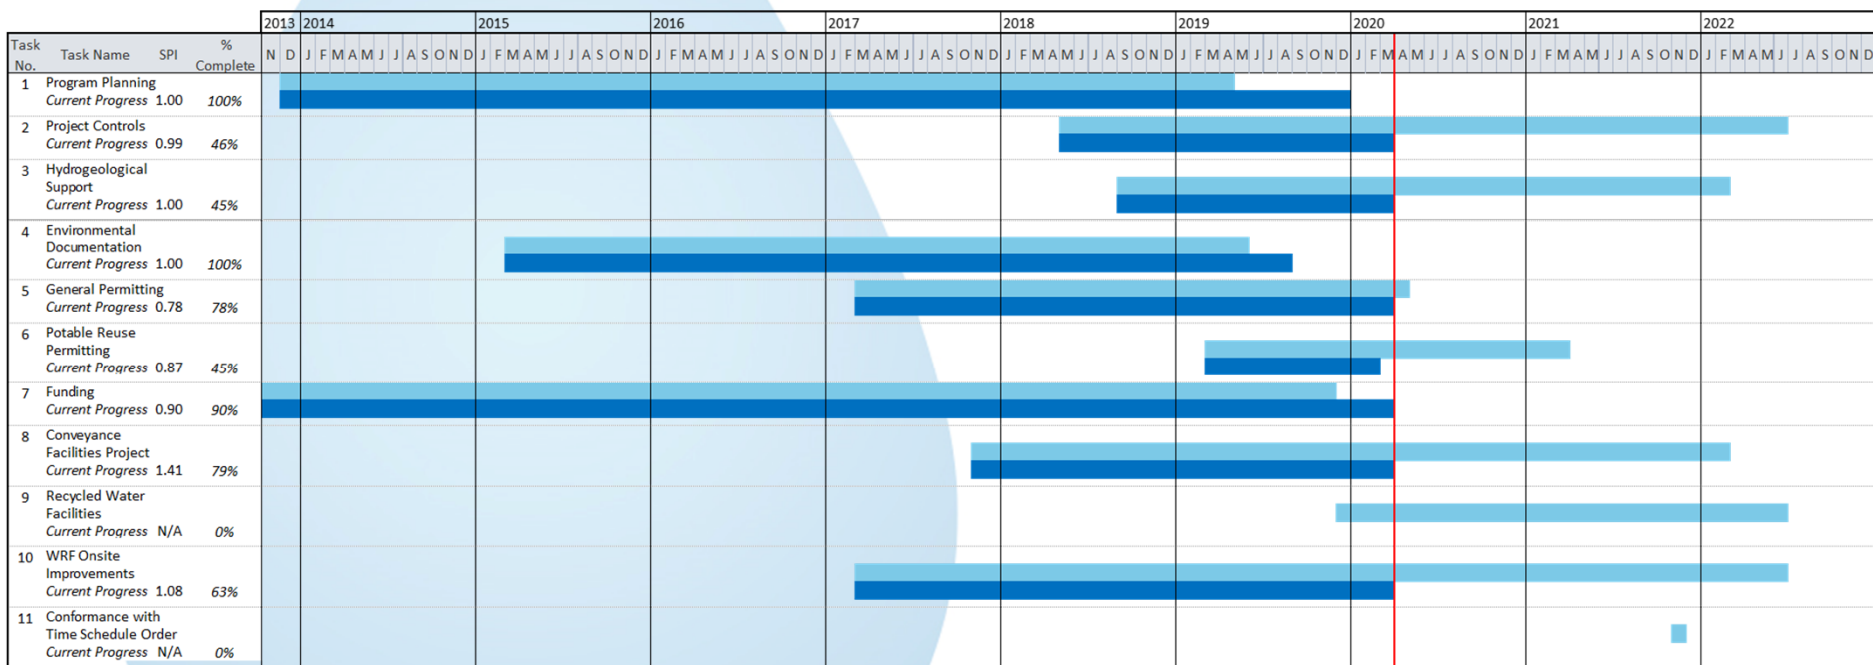 2013 2014 2015 2016 2017 2018 2019 2020 2021 2022
Task No. Task Name SPI % Complete N D J F M A M J J A S O N D J F M A M J J A S O N D J F M A M J J A S O N D J F M A M J J A S O N D J F M A M J J A S O N D J F M A M J J A S O N D J F M A M J J A S O N D J F M A M J J A S O N D J F M A M J J A S O N D
1 Program Planning
Current Progress 1.00 100%
2 Project Controls
Current Progress 0.99 46%
3 Hydrogeological
Support
Current Progress 1.00 45%
4 Environmental
Documentation
Current Progress 1.00 100%
5 General Permitting
Current Progress 0.78 78%
6 Potable Reuse
Permitting
Current Progress 0.87 45%
7 Funding
Current Progress 0.90 90%
8 Conveyance
Facilities Project
Current Progress 1.41 79%
9 Recycled Water
Facilities
Current Progress N/A 0%
10 WRF Onsite
Improvements
Current Progress 1.08 63%
11 Conformance with
Time Schedule Order
Current Progress N/A 0%